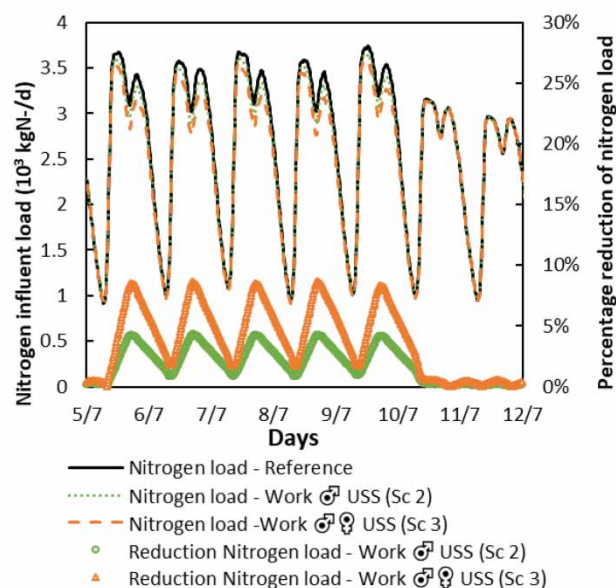 4
3.5
3
2.5
2
1.5
1
0.5
0
Nitrogen influent load (10³ kgN-/d)
30%
25%
20%
15%
10%
5%
0%
Percentage reduction of nitrogen load
5/7 6/7 7/7 8/7 9/7 10/7 11/7 12/7
Days
Nitrogen load - Reference
Nitrogen load - Work ♂ USS (Sc 2)
Nitrogen load -Work ♂ ♀ USS (Sc 3)
Reduction Nitrogen load - Work ♂ USS (Sc 2)
Reduction Nitrogen load - Work ♂ ♀ USS (Sc 3)